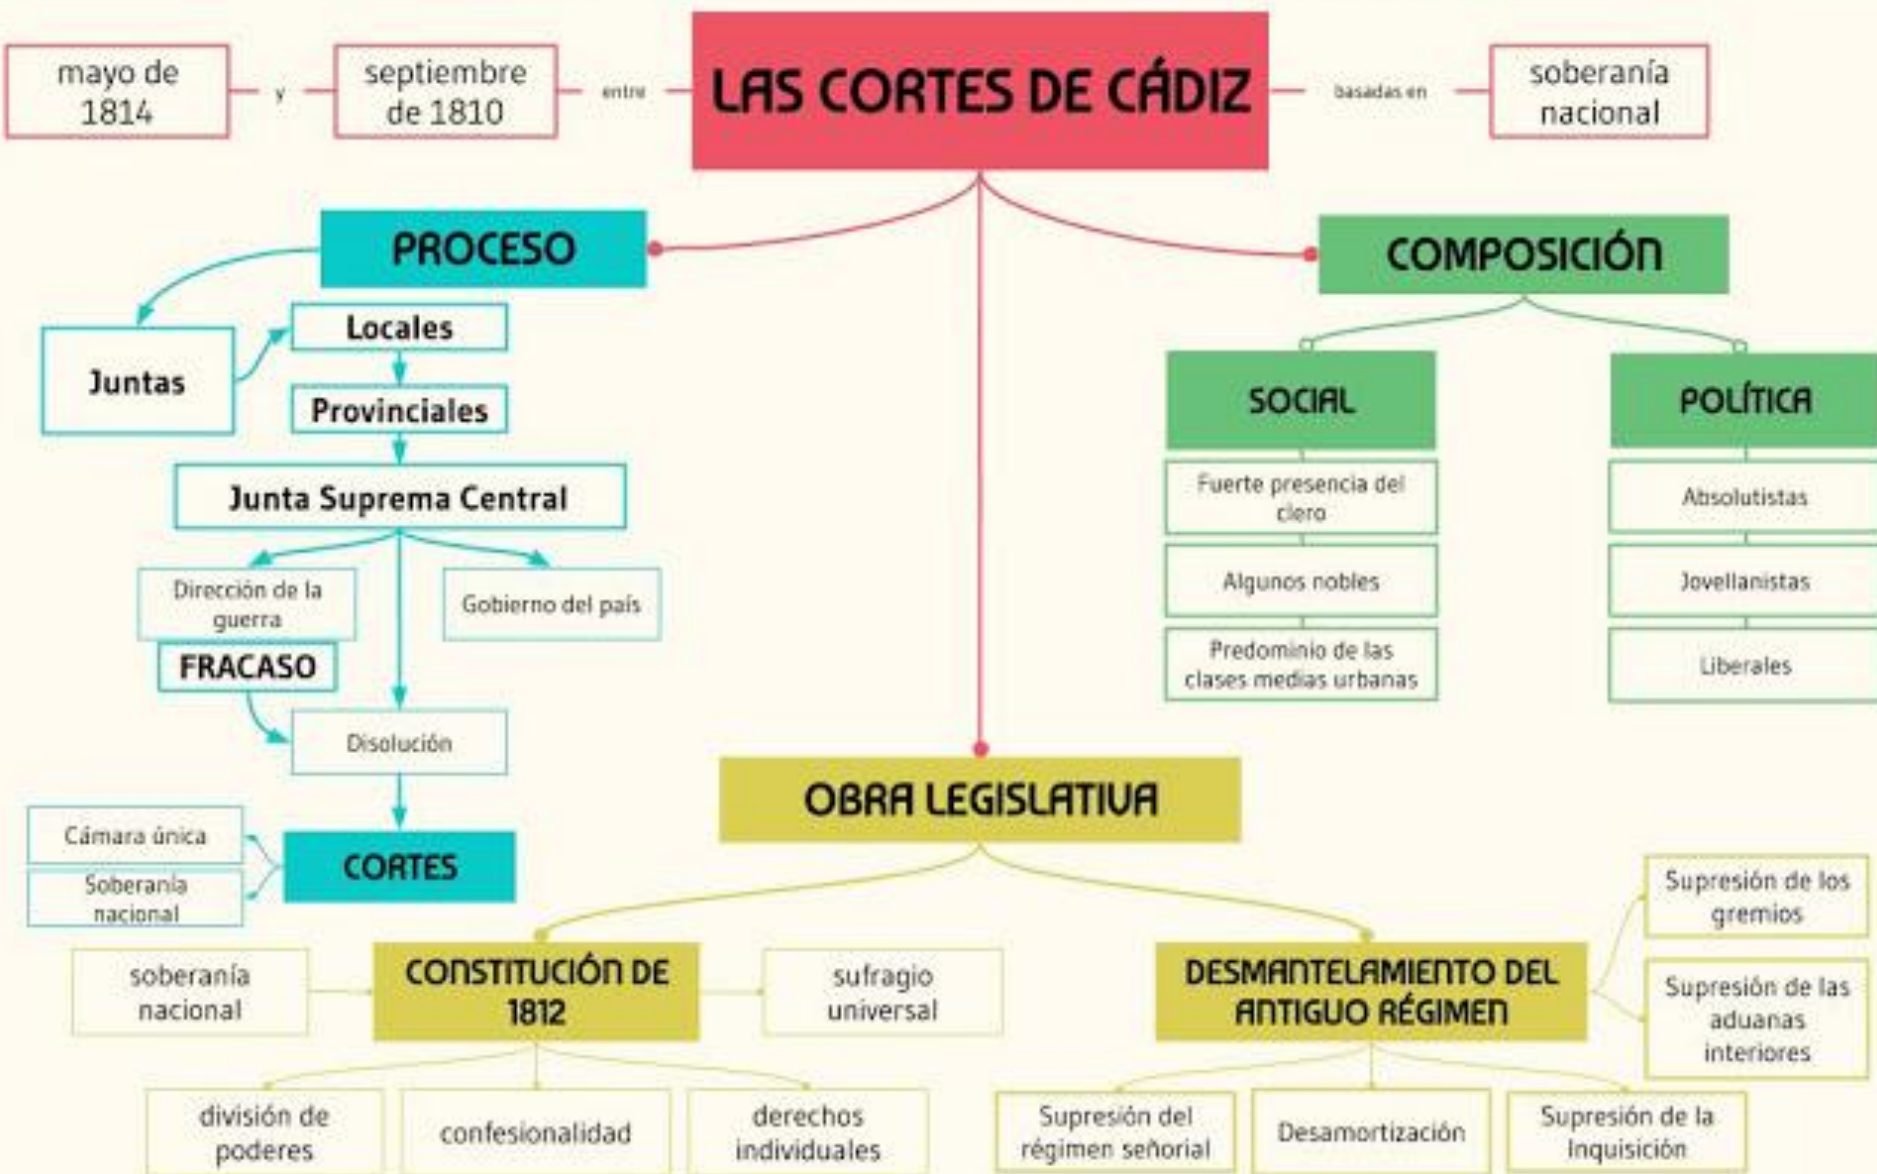 LAS CORTES DE CÁDIZ
entre
septiembre
de 1810
y
mayo de
1814
basadas en
soberanía
nacional
PROCESO
Juntas
Locales
Provinciales
Junta Suprema Central
Dirección de la
guerra
Gobierno del país
FRACASO
Disolución
CORTES
Cámara única
Soberanía
nacional
COMPOSICIÓN
SOCIAL
Fuerte presencia del
clero
Algunos nobles
Predominio de las
clases medias urbanas
POLÍTICA
Absolutistas
Jovellanistas
Liberales
OBRA LEGISLATIVA
CONSTITUCIÓN DE
1812
soberanía
nacional
sufragio
universal
división de
poderes
confesionalidad
derechos
individuales
DESMANTELAMIENTO DEL
ANTIGUO RÉGIMEN
Supresión de los
gremios
Supresión de las
aduanas
interiores
Supresión del
régimen señorial
Desamortización
Supresión de la
Inquisición